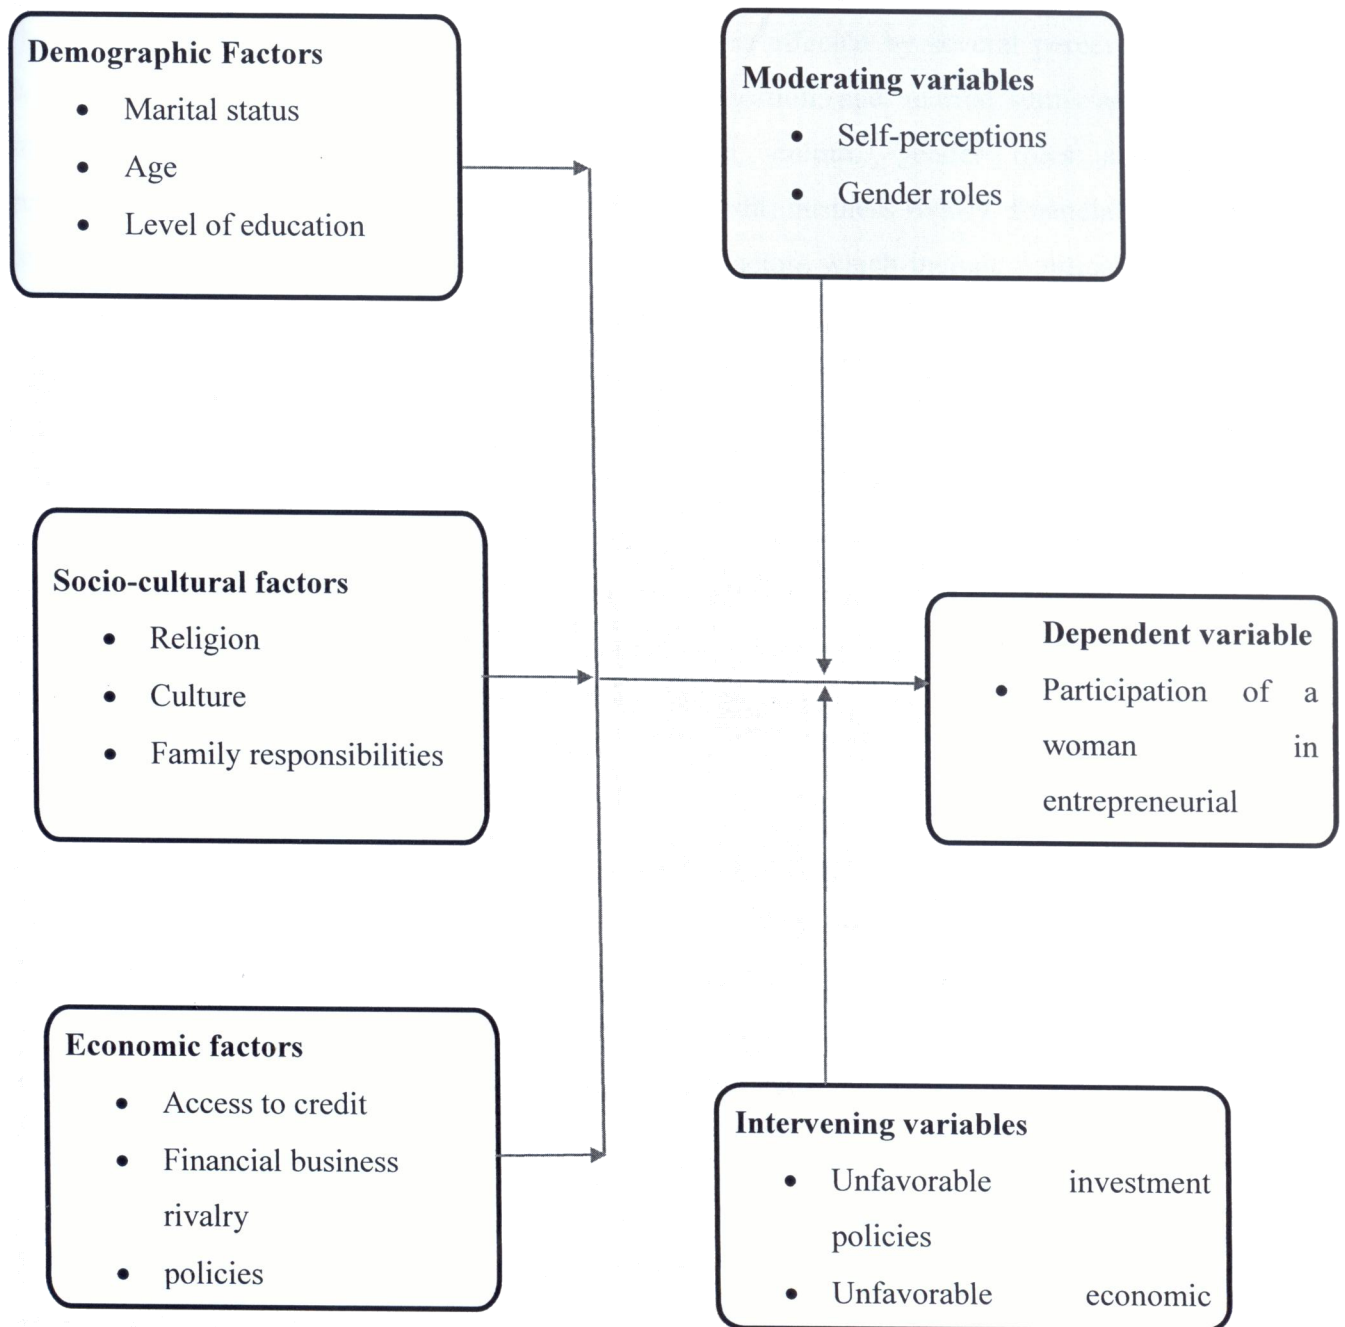 Demographic Factors
• Marital status
• Age
• Level of education
Moderating variables
• Self-perceptions
• Gender roles
Socio-cultural factors
• Religion
• Culture
• Family responsibilities
Dependent variable
• Participation of a
woman in
entrepreneurial
Economic factors
• Access to credit
• Financial business
rivalry
• policies
Intervening variables
• Unfavorable investment
policies
• Unfavorable economic